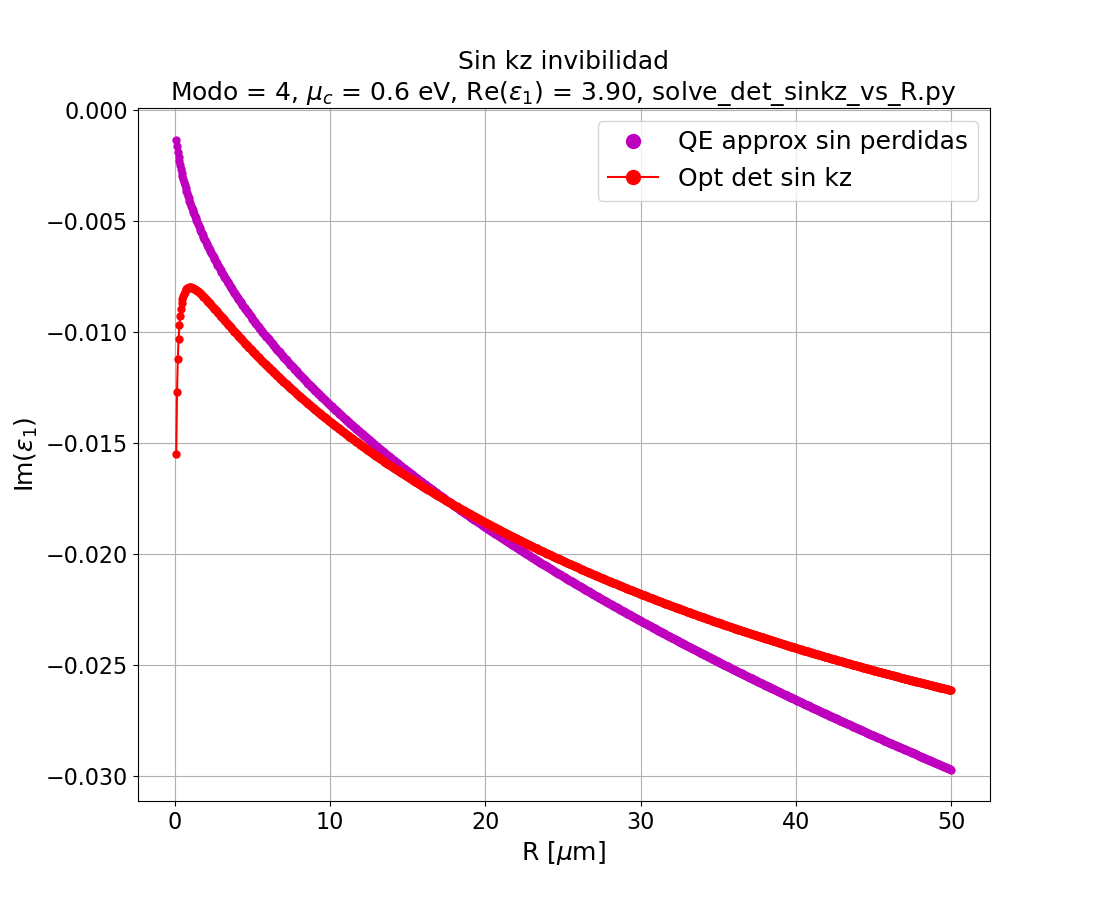 Sin kz invibilidad
Modo = 4, μ_c = 0.6 eV, Re(ε₁) = 3.90, solve_det_sinkz_vs_R.py
QE approx sin perdidas
Opt det sin kz
0.000
−0.005
−0.010
−0.015
−0.020
−0.025
−0.030
Im(ε₁)
0 10 20 30 40 50
R [μm]